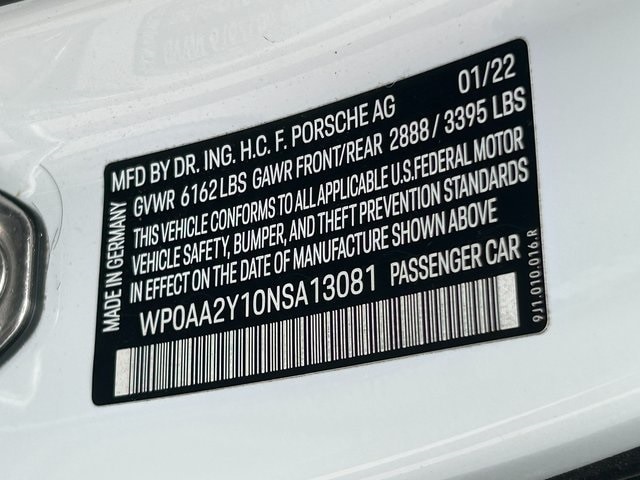 MFD BY DR. ING. H.C. F. PORSCHE AG 01/22
GVWR 6162 LBS GAWR FRONT/REAR 2888 / 3395 LBS
THIS VEHICLE CONFORMS TO ALL APPLICABLE U.S.FEDERAL MOTOR
VEHICLE SAFETY, BUMPER, AND THEFT PREVENTION STANDARDS
IN EFFECT ON THE DATE OF MANUFACTURE SHOWN ABOVE
WP0AA2Y10NSA13081 PASSENGER CAR
MADE IN GERMANY
9J1.010.016.R